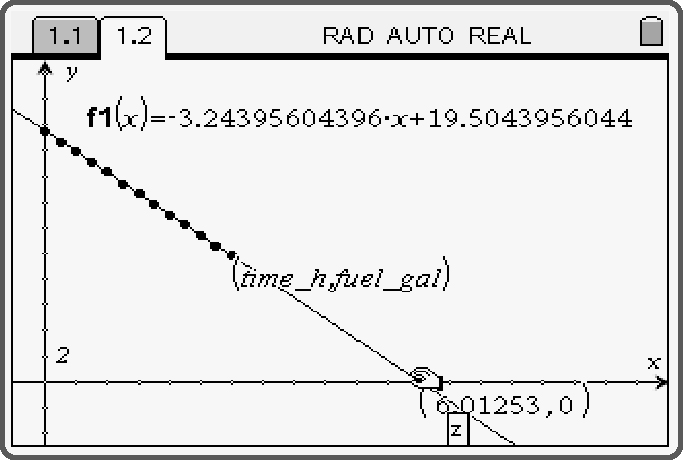 1.1 1.2 RAD AUTO REAL
y
f1(x)=-3.24395604396·x+19.5043956044
(time_h,fuel_gal)
2
x
(6.01253,0)
z